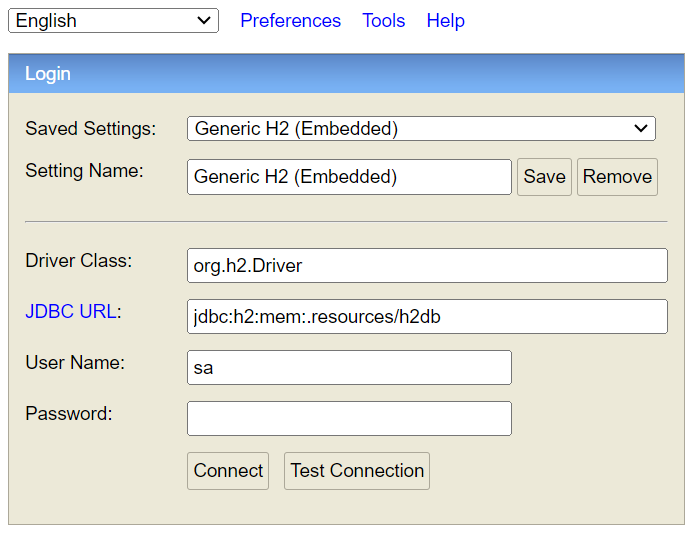 English Preferences Tools Help
Login
Saved Settings: Generic H2 (Embedded)
Setting Name: Generic H2 (Embedded) Save Remove
Driver Class: org.h2.Driver
JDBC URL: jdbc:h2:mem:.resources/h2db
User Name: sa
Password:
Connect Test Connection